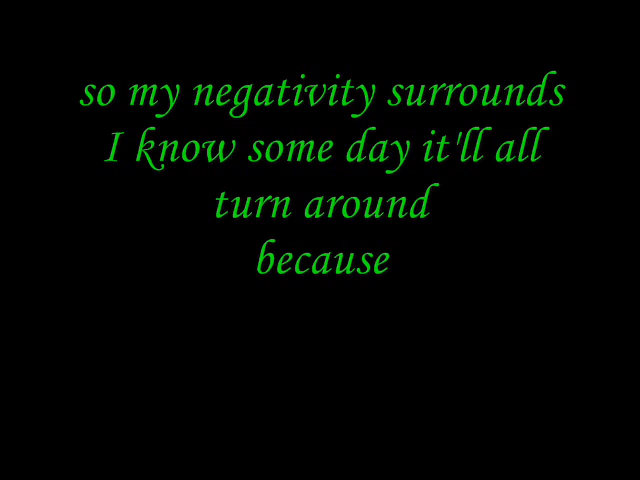 so my negativity surrounds
I know some day it'll all
turn around
because